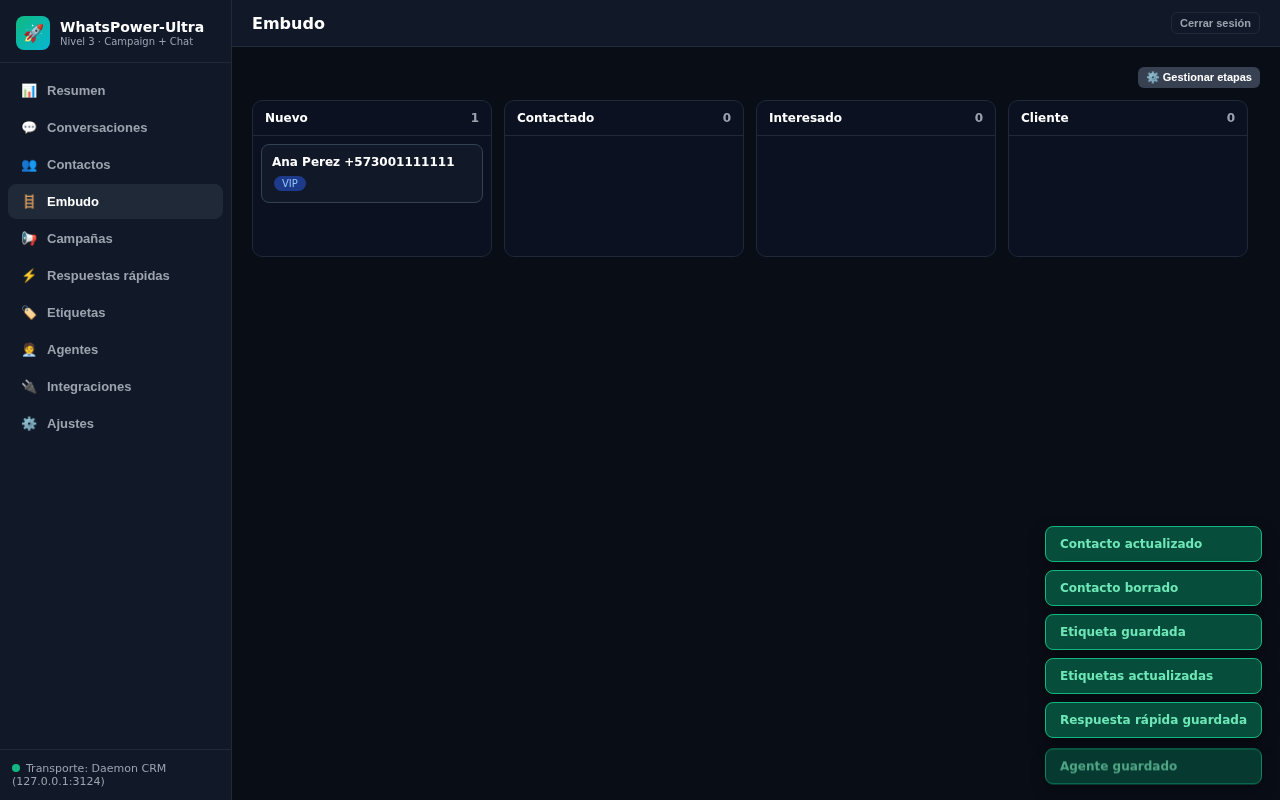 WhatsPower-Ultra
Nivel 3 · Campaign + Chat
Resumen
Conversaciones
Contactos
Embudo
Campañas
Respuestas rápidas
Etiquetas
Agentes
Integraciones
Ajustes
Transporte: Daemon CRM
(127.0.0.1:3124)
Embudo
Cerrar sesión
Gestionar etapas
Nuevo 1
Ana Perez +573001111111
VIP
Contactado 0
Interesado 0
Cliente 0
Contacto actualizado
Contacto borrado
Etiqueta guardada
Etiquetas actualizadas
Respuesta rápida guardada
Agente guardado